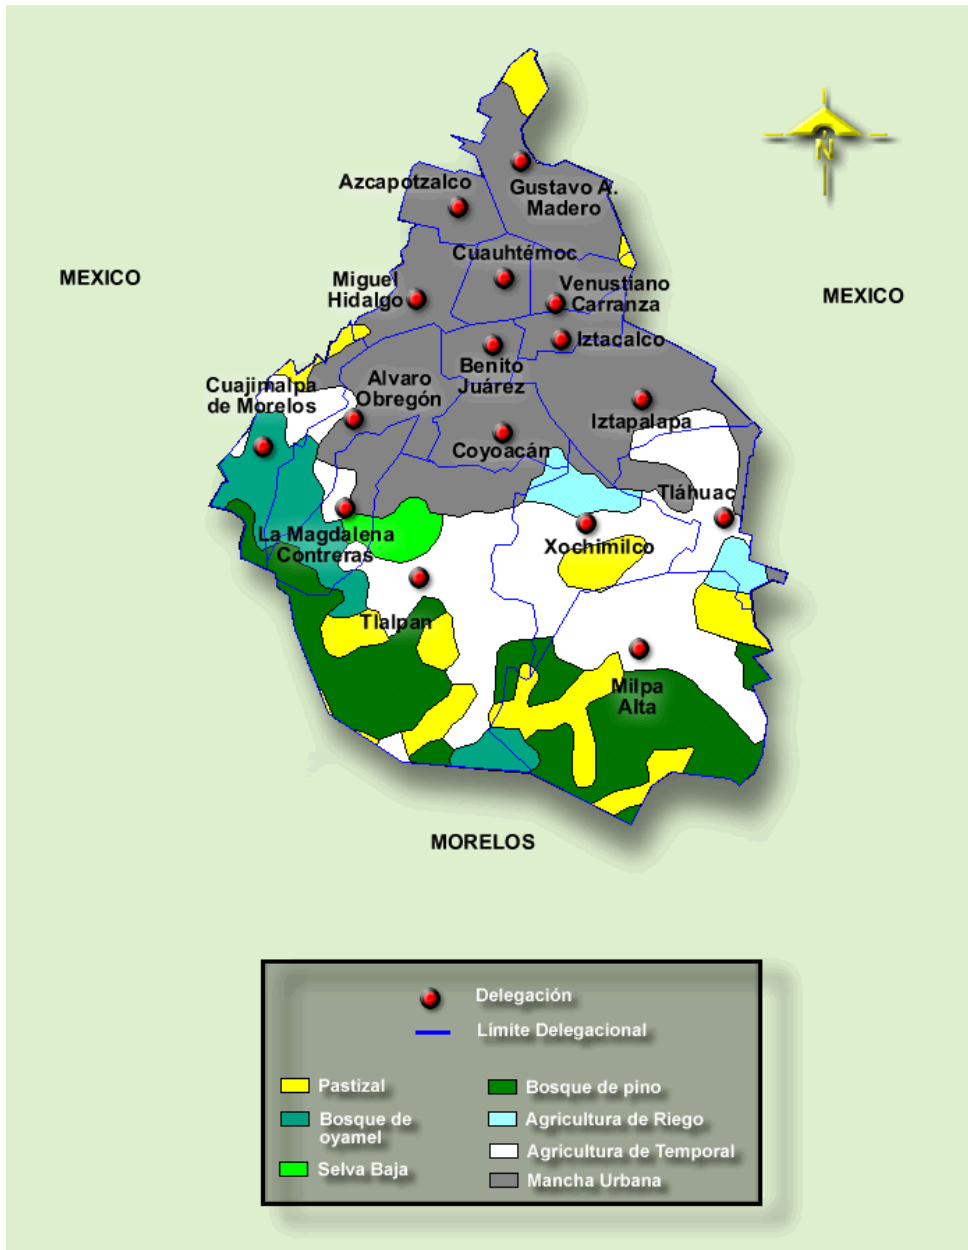 N
Azcapotzalco
Gustavo A.
Madero
Cuauhtémoc
MEXICO
Miguel
Hidalgo
Venustiano
Carranza
MEXICO
Iztacalco
Benito
Juárez
Cuajimalpa
de Morelos
Alvaro
Obregón
Iztapalapa
Coyoacán
Tláhuac
La Magdalena
Contreras
Xochimilco
Tlalpan
Milpa
Alta
MORELOS
Delegación
Límite Delegacional
Pastizal
Bosque de
oyamel
Selva Baja
Bosque de pino
Agricultura de Riego
Agricultura de Temporal
Mancha Urbana